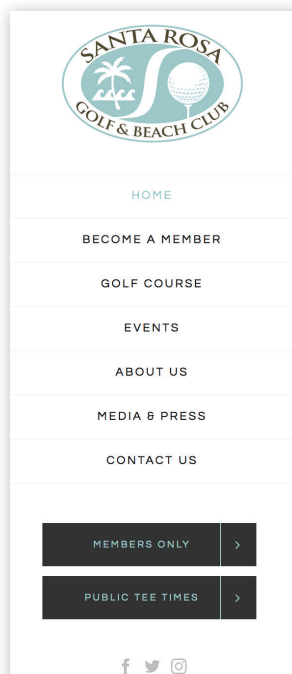 SANTA ROSA
GOLF & BEACH CLUB
HOME
BECOME A MEMBER
GOLF COURSE
EVENTS
ABOUT US
MEDIA & PRESS
CONTACT US
MEMBERS ONLY
PUBLIC TEE TIMES